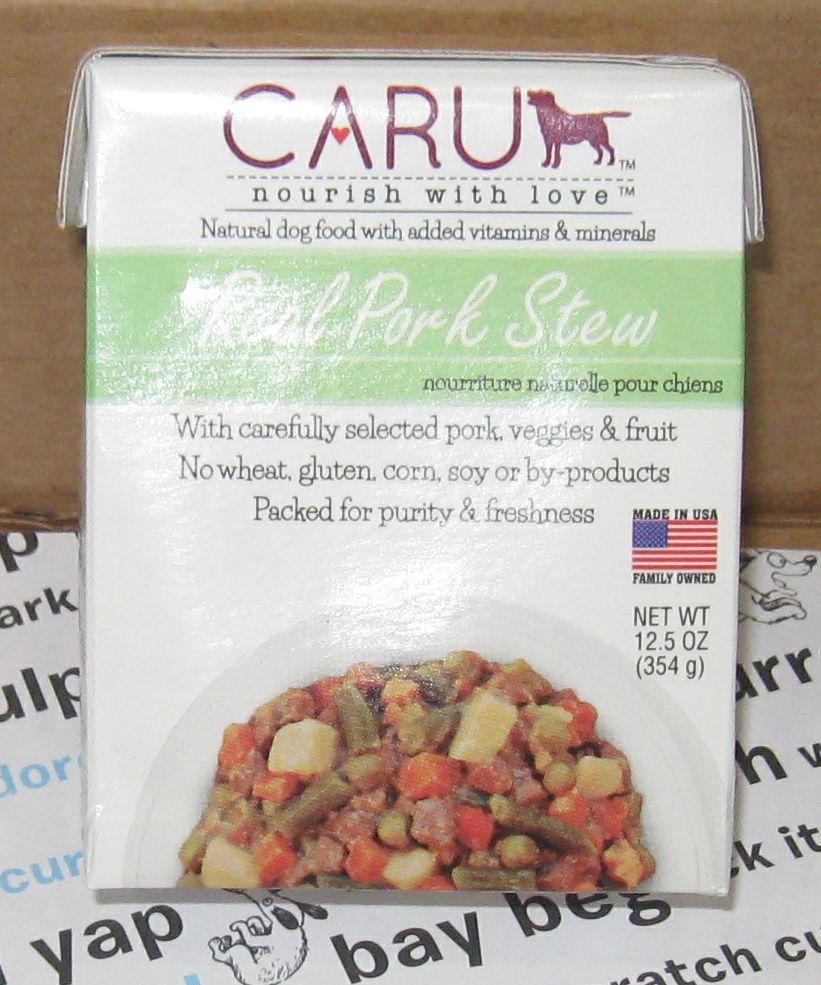 CARU™
nourish with love™
Natural dog food with added vitamins & minerals
Real Pork Stew
nourriture naturelle pour chiens
With carefully selected pork, veggies & fruit
No wheat, gluten, corn, soy or by-products
Packed for purity & freshness
MADE IN USA
FAMILY OWNED
NET WT
12.5 OZ
(354 g)
yap
bay beg